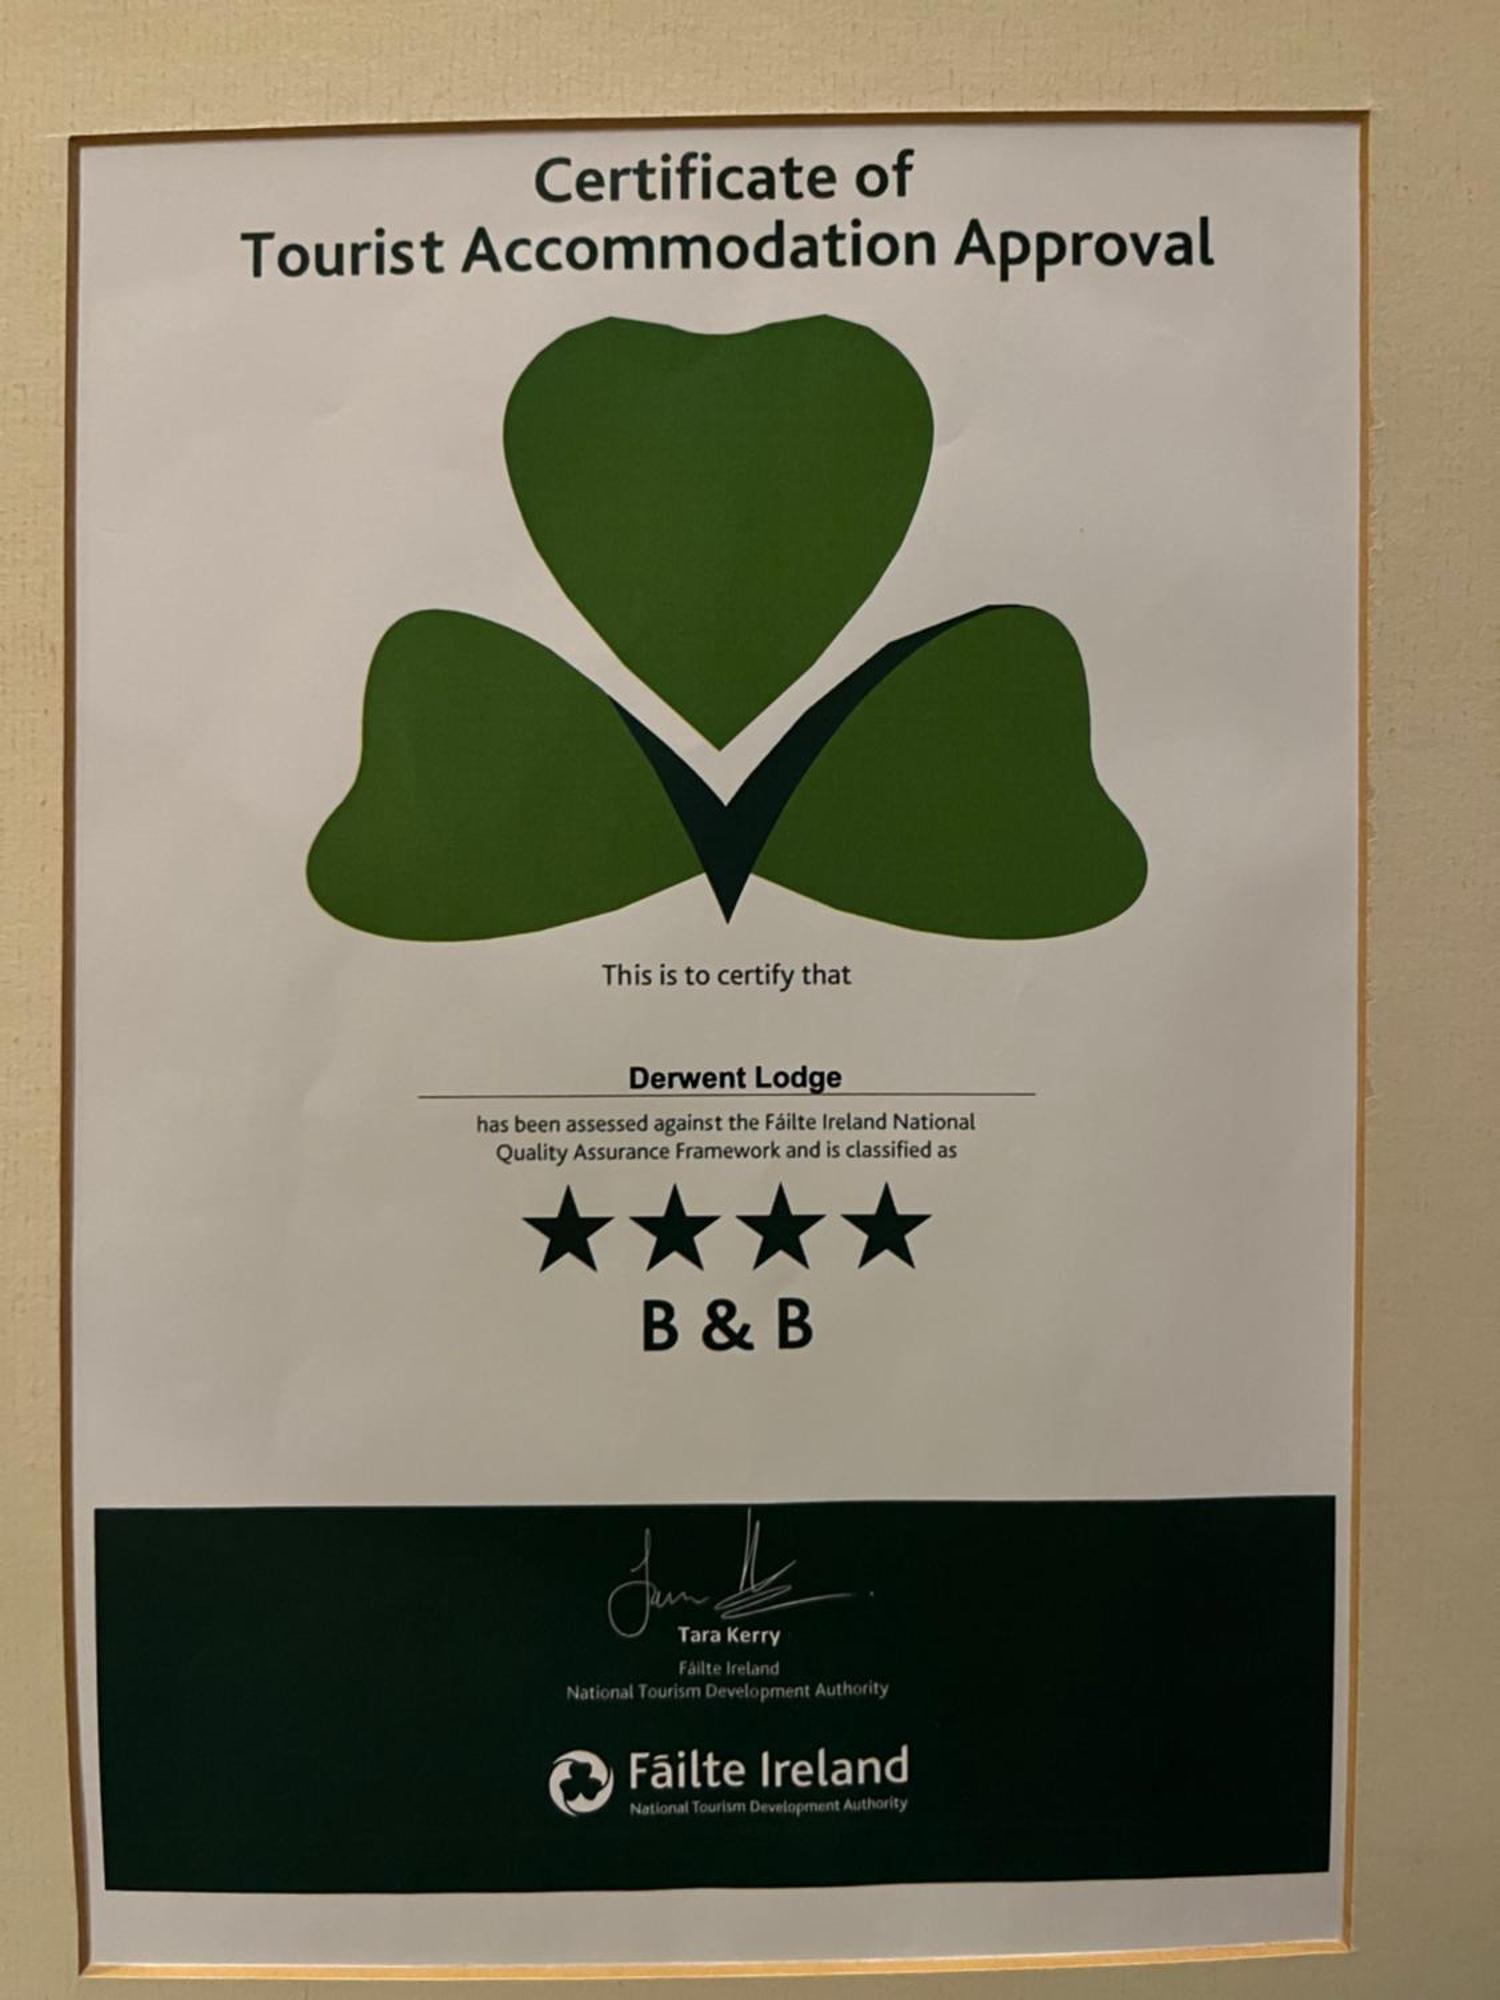 Certificate of
Tourist Accommodation Approval
This is to certify that
Derwent Lodge
has been assessed against the Fáilte Ireland National
Quality Assurance Framework and is classified as
B & B
Tara Kerry
Fáilte Ireland
National Tourism Development Authority
Fáilte Ireland
National Tourism Development Authority